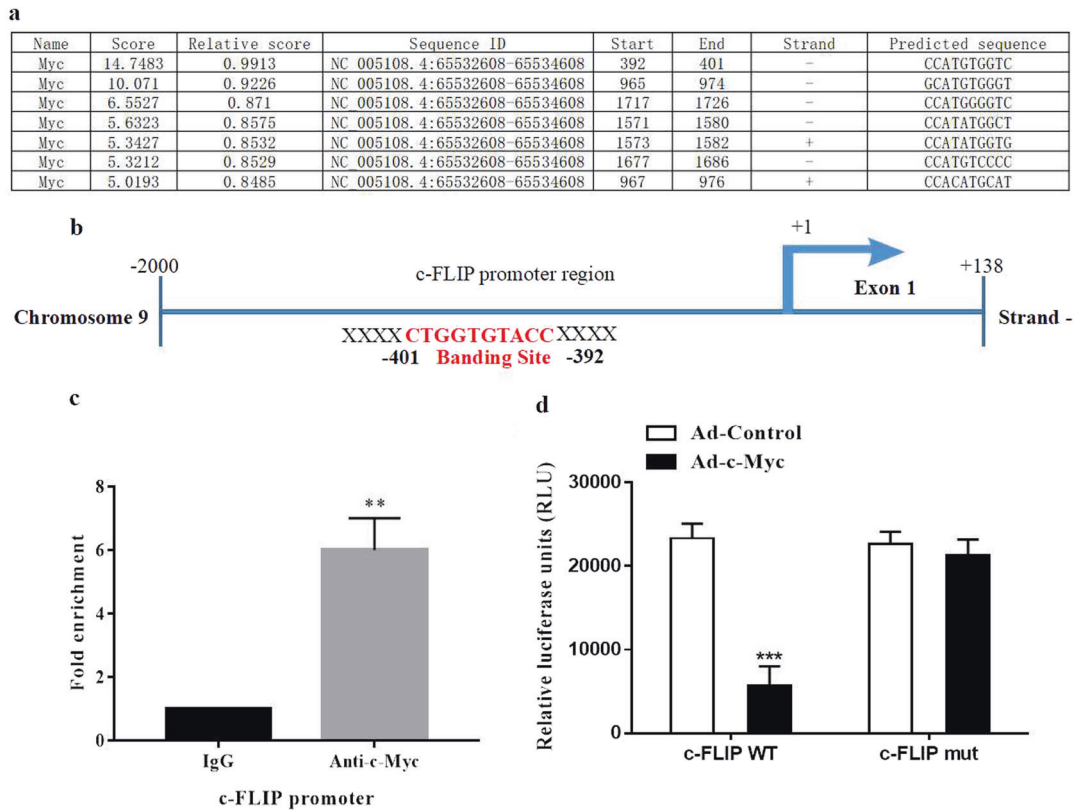 a
Name Score Relative score Sequence ID Start End Strand Predicted sequence
Myc 14.7483 0.9913 NC_005108.4:65532608-65534608 392 401 - CCATGTGGTC
Myc 10.071 0.9226 NC_005108.4:65532608-65534608 965 974 - GCATGTGGGT
Myc 6.5527 0.871 NC_005108.4:65532608-65534608 1717 1726 - CCATGGGGTC
Myc 5.6323 0.8575 NC_005108.4:65532608-65534608 1571 1580 - CCATATGGCT
Myc 5.3427 0.8532 NC_005108.4:65532608-65534608 1573 1582 + CCATATGGTG
Myc 5.3212 0.8529 NC_005108.4:65532608-65534608 1677 1686 - CCATGTCCCC
Myc 5.0193 0.8485 NC_005108.4:65532608-65534608 967 976 + CCACATGCAT
b
+1
-2000 c-FLIP promoter region +138
Exon 1
Chromosome 9 Strand -
XXXXCTGGTGTACCXXXX
-401 Banding Site -392
c
Fold enrichment
8
6
4
2
0
**
IgG Anti-c-Myc
c-FLIP promoter
d
Ad-Control
Ad-c-Myc
Relative luciferase units (RLU)
30000
20000
10000
0
***
c-FLIP WT c-FLIP mut